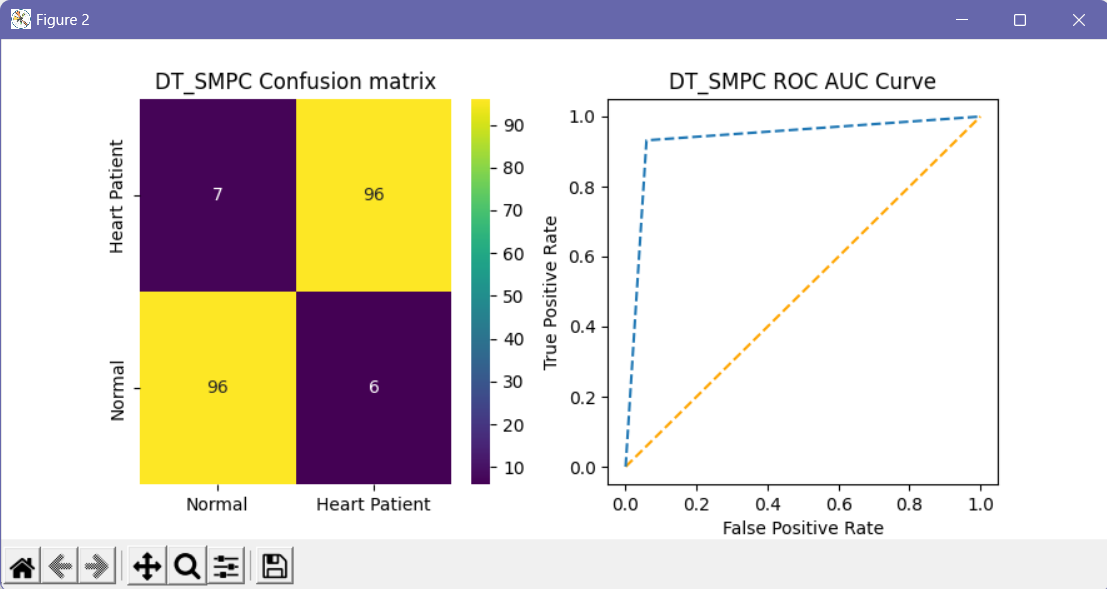 Figure 2
DT_SMPC Confusion matrix
Heart Patient
Normal
7
96
96
6
Normal
Heart Patient
90
80
70
60
50
40
30
20
10
DT_SMPC ROC AUC Curve
True Positive Rate
1.0
0.8
0.6
0.4
0.2
0.0
0.0
0.2
0.4
0.6
0.8
1.0
False Positive Rate